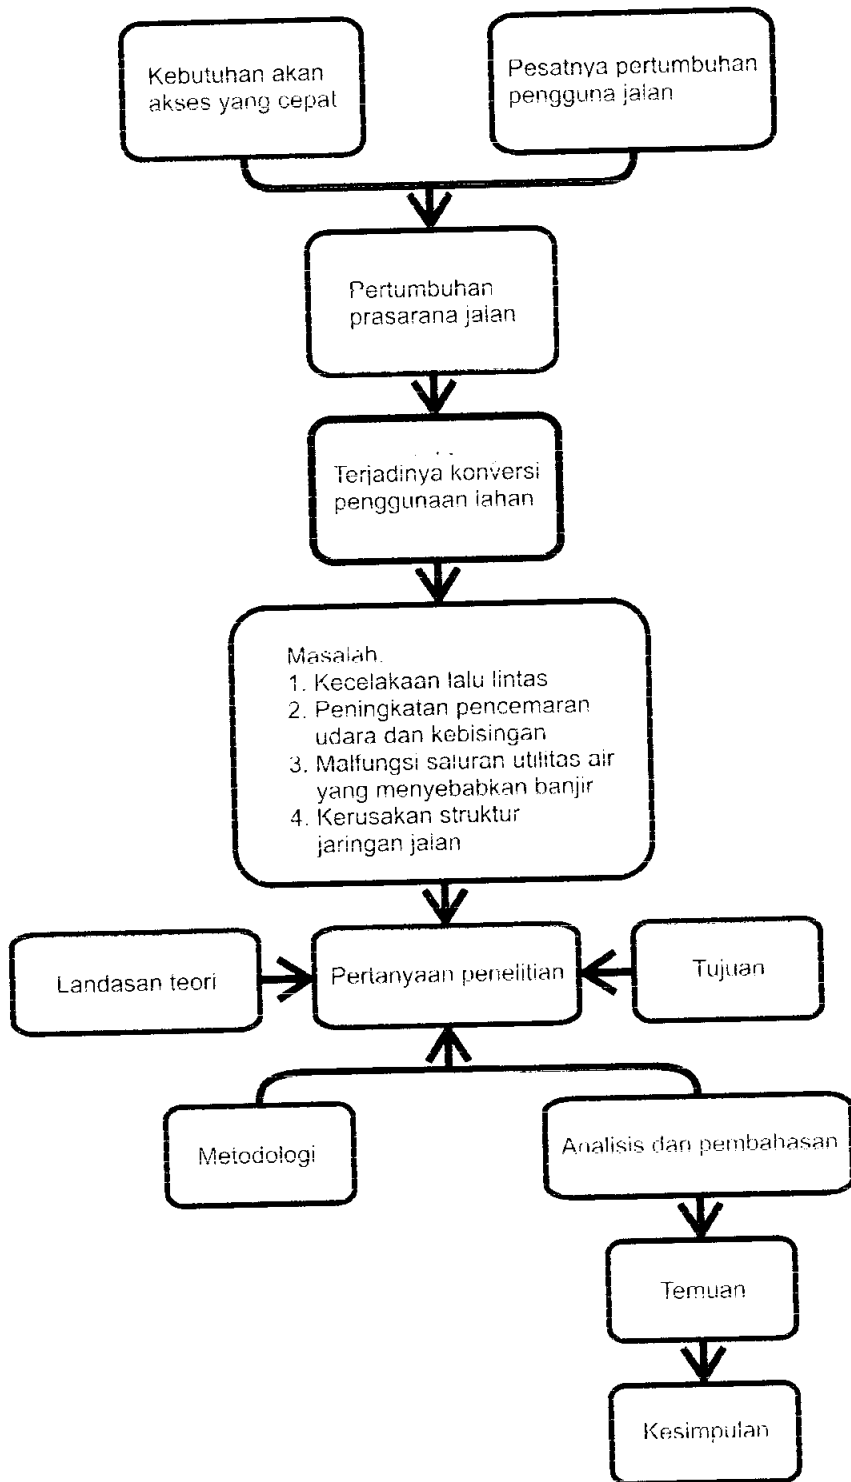 Kebutuhan akan
akses yang cepat
Pesatnya pertumbuhan
pengguna jalan
Pertumbuhan
prasarana jalan
Terjadinya konversi
penggunaan lahan
Masalah.
1. Kecelakaan lalu lintas
2. Peningkatan pencemaran
udara dan kebisingan
3. Malfungsi saluran utilitas air
yang menyebabkan banjir
4. Kerusakan struktur
jaringan jalan
Landasan teori
Pertanyaan penelitian
Tujuan
Metodologi
Analisis dan pembahasan
Temuan
Kesimpulan